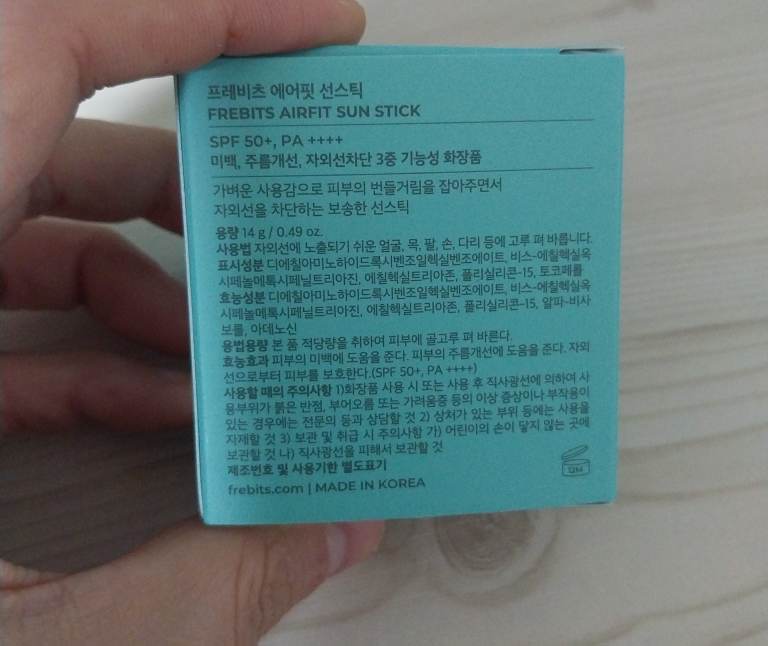 프레비츠 에어핏 선스틱
FREBITS AIRFIT SUN STICK
SPF 50+, PA ++++
미백, 주름개선, 자외선차단 3중 기능성 화장품
가벼운 사용감으로 피부의 번들거림을 잡아주면서
자외선을 차단하는 보송한 선스틱
용량 14 g / 0.49 oz.
사용법 자외선에 노출되기 쉬운 얼굴, 목, 팔, 손, 다리 등에 고루 펴 바릅니다.
표시성분 디에칠아미노하이드록시벤조일헥실벤조에이트, 비스-에칠헥실옥
시페놀메톡시페닐트리아진, 에칠헥실트리아존, 폴리실리콘-15, 토코페롤
효능성분 디에칠아미노하이드록시벤조일헥실벤조에이트, 비스-에칠헥실옥
시페놀메톡시페닐트리아진, 에칠헥실트리아존, 폴리실리콘-15, 알파-비사
보롤, 아데노신
용법용량 본 품 적당량을 취하여 피부에 골고루 펴 바른다.
효능효과 피부의 미백에 도움을 준다. 피부의 주름개선에 도움을 준다. 자외
선으로부터 피부를 보호한다.(SPF 50+, PA ++++)
사용할 때의 주의사항 1)화장품 사용 시 또는 사용 후 직사광선에 의하여 사
용부위가 붉은 반점, 부어오름 또는 가려움증 등의 이상 증상이나 부작용이
있는 경우에는 전문의 등과 상담할 것 2) 상처가 있는 부위 등에는 사용을
자제할 것 3) 보관 및 취급 시 주의사항 가) 어린이의 손이 닿지 않는 곳에
보관할 것 나) 직사광선을 피해서 보관할 것
제조번호 및 사용기한 별도표기
12M
frebits.com | MADE IN KOREA